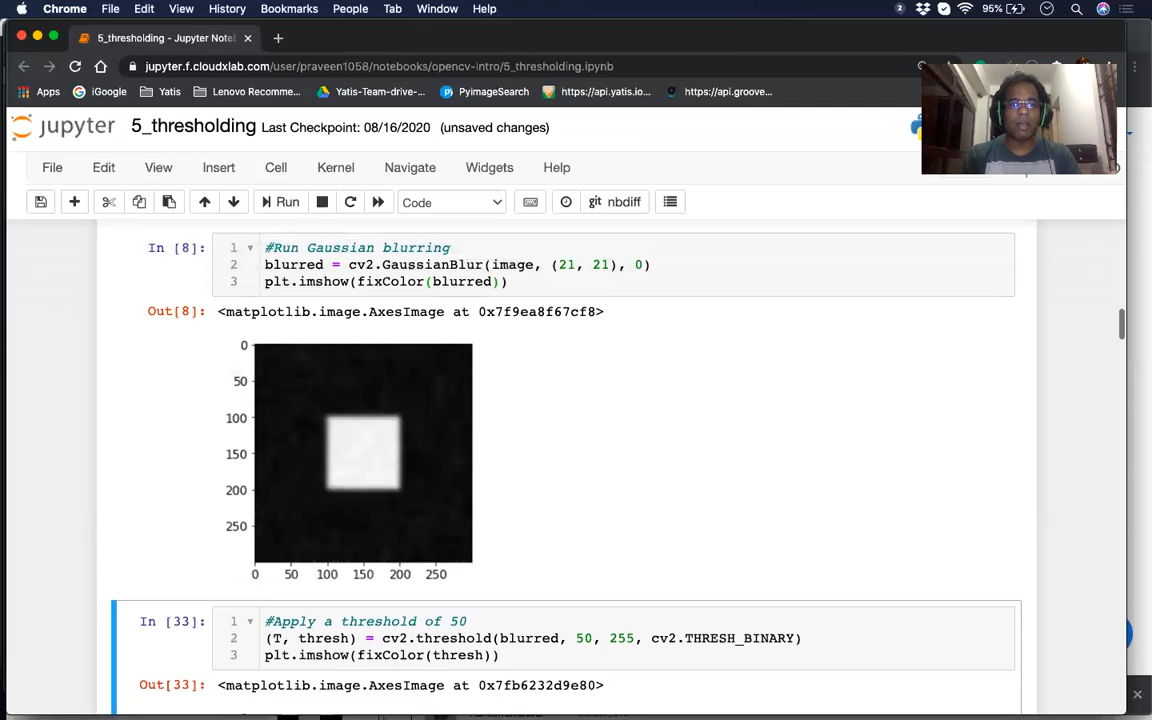 Chrome File Edit View History Bookmarks People Tab Window Help 2 95%
5_thresholding - Jupyter Note
jupyter.f.cloudxlab.com/user/praveen1058/notebooks/opencv-intro/5_thresholding.ipynb
Apps iGoogle Yatis Lenovo Recomme... Yatis-Team-drive-... PyimageSearch https://api.yatis.io... https://api.groove...
jupyter 5_thresholding Last Checkpoint: 08/16/2020 (unsaved changes)
File Edit View Insert Cell Kernel Navigate Widgets Help
Run Code git nbdiff
In [8]: 1 #Run Gaussian blurring
2 blurred = cv2.GaussianBlur(image, (21, 21), 0)
3 plt.imshow(fixColor(blurred))
Out[8]: <matplotlib.image.AxesImage at 0x7f9ea8f67cf8>
0
50
100
150
200
250
0 50 100 150 200 250
In [33]: 1 #Apply a threshold of 50
2 (T, thresh) = cv2.threshold(blurred, 50, 255, cv2.THRESH_BINARY)
3 plt.imshow(fixColor(thresh))
Out[33]: <matplotlib.image.AxesImage at 0x7fb6232d9e80>